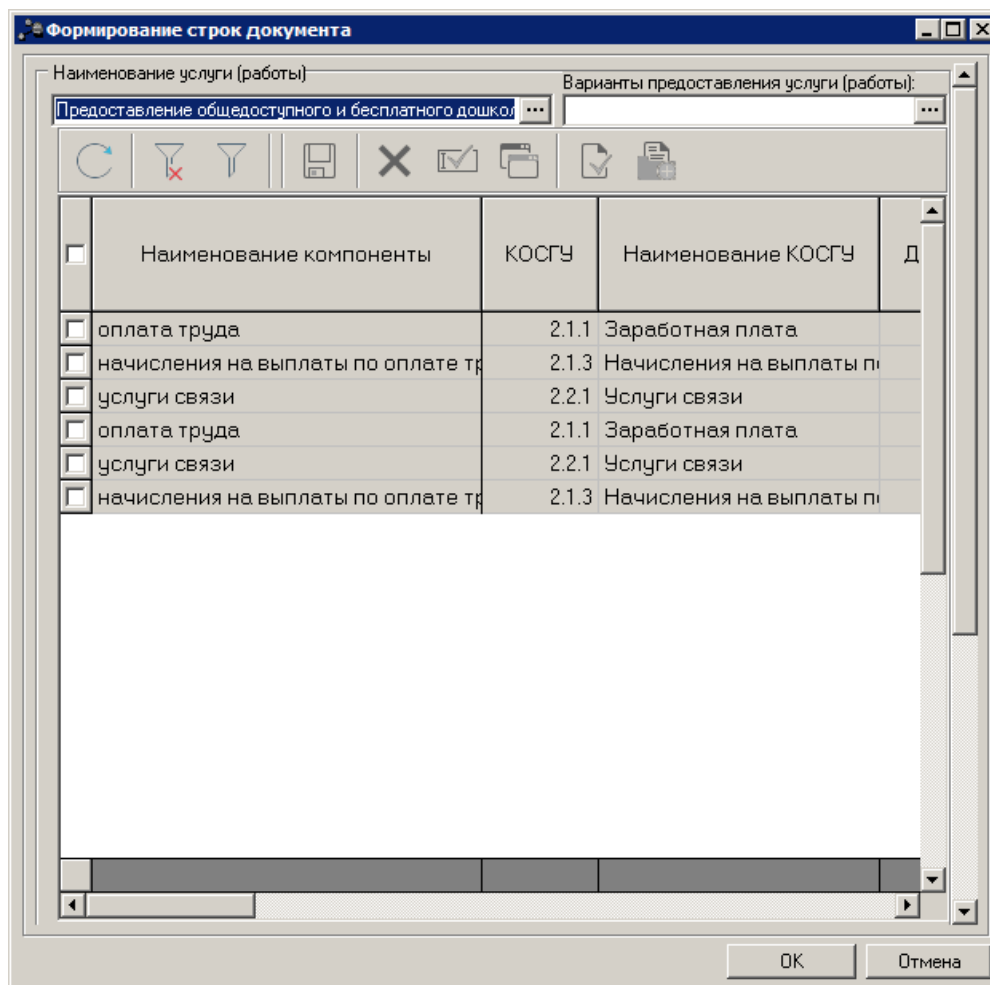 Формирование строк документа
Наименование услуги (работы)
Варианты предоставления услуги (работы):
Предоставление общедоступного и бесплатного дошкол
Наименование компоненты КОСГУ Наименование КОСГУ Д
оплата труда 2.1.1 Заработная плата
начисления на выплаты по оплате тр 2.1.3 Начисления на выплаты по
услуги связи 2.2.1 Услуги связи
оплата труда 2.1.1 Заработная плата
услуги связи 2.2.1 Услуги связи
начисления на выплаты по оплате тр 2.1.3 Начисления на выплаты по
OK Отмена